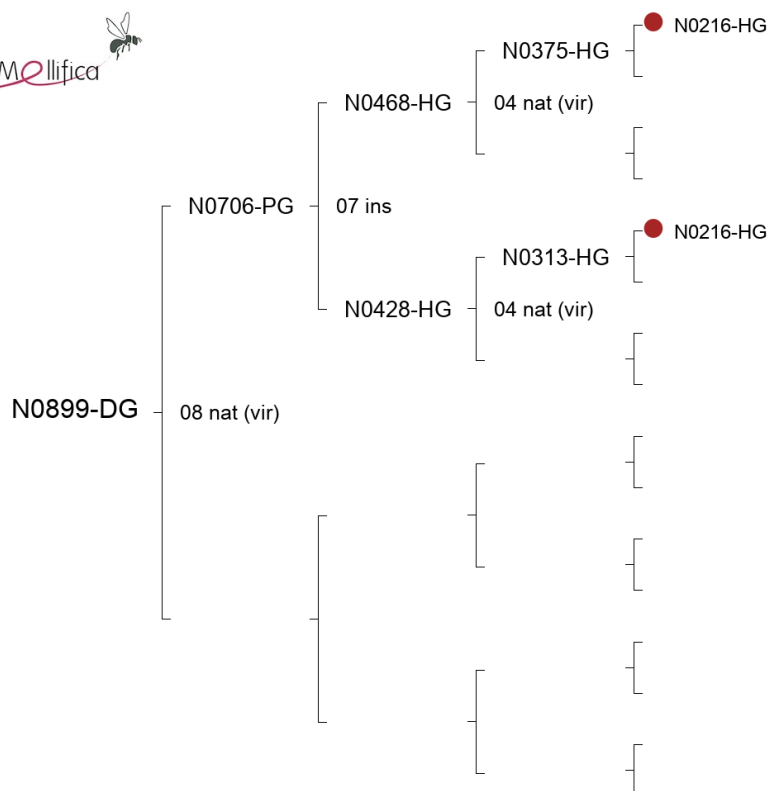 Mellifica
N0216-HG
N0375-HG
N0468-HG
04 nat (vir)
N0706-PG
07 ins
N0216-HG
N0313-HG
N0428-HG
04 nat (vir)
N0899-DG
08 nat (vir)